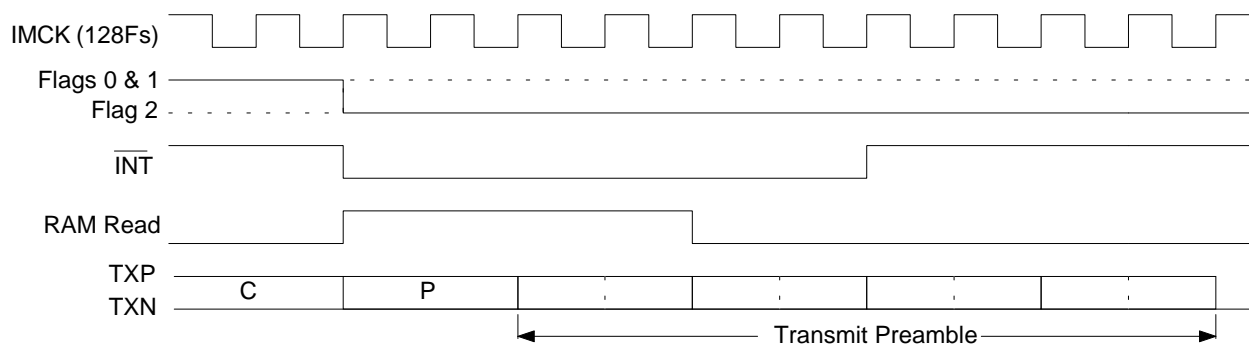 IMCK (128Fs)
Flags 0 & 1
Flag 2
INT
RAM Read
TXP
TXN
C
P
Transmit Preamble